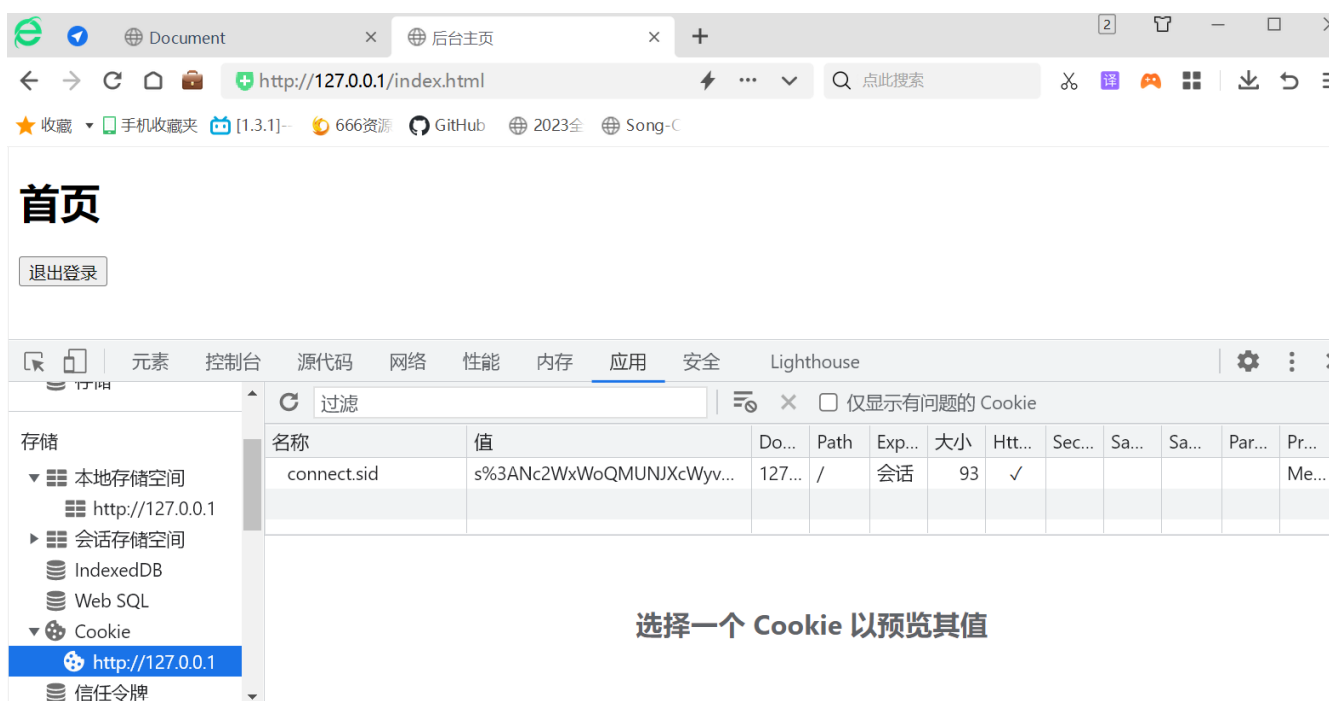 Document
后台主页
2
http://127.0.0.1/index.html
点此搜索
译
收藏 手机收藏夹 [1.3.1]-- 666资源 GitHub 2023全 Song-C
首页
退出登录
元素 控制台 源代码 网络 性能 内存 应用 安全 Lighthouse
存储
过滤
仅显示有问题的 Cookie
存储
名称 值 Do... Path Exp... 大小 Htt... Sec... Sa... Sa... Par... Pr...
本地存储空间
connect.sid s%3ANc2WxWoQMUNJXcWyv... 127... / 会话 93 ✓ Me...
http://127.0.0.1
会话存储空间
IndexedDB
Web SQL
Cookie
选择一个 Cookie 以预览其值
http://127.0.0.1
信任令牌